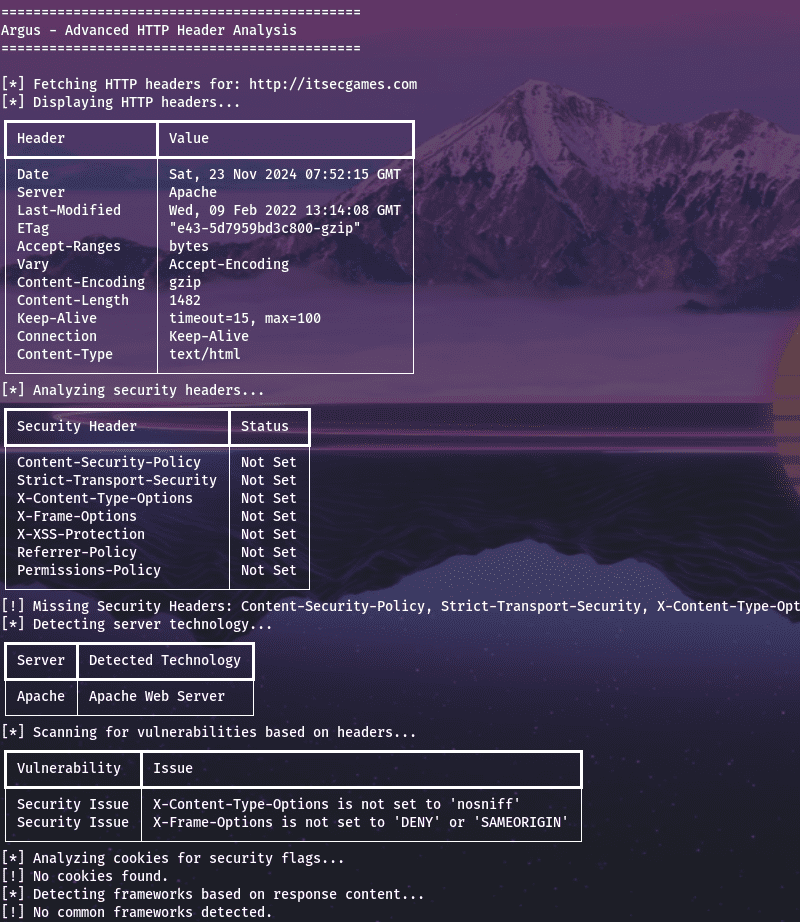 =============================================
Argus - Advanced HTTP Header Analysis
=============================================
[*] Fetching HTTP headers for: http://itsecgames.com
[*] Displaying HTTP headers...
Header Value
Date Sat, 23 Nov 2024 07:52:15 GMT
Server Apache
Last-Modified Wed, 09 Feb 2022 13:14:08 GMT
ETag "e43-5d7959bd3c800-gzip"
Accept-Ranges bytes
Vary Accept-Encoding
Content-Encoding gzip
Content-Length 1482
Keep-Alive timeout=15, max=100
Connection Keep-Alive
Content-Type text/html
[*] Analyzing security headers...
Security Header Status
Content-Security-Policy Not Set
Strict-Transport-Security Not Set
X-Content-Type-Options Not Set
X-Frame-Options Not Set
X-XSS-Protection Not Set
Referrer-Policy Not Set
Permissions-Policy Not Set
[!] Missing Security Headers: Content-Security-Policy, Strict-Transport-Security, X-Content-Type-Opt
[*] Detecting server technology...
Server Detected Technology
Apache Apache Web Server
[*] Scanning for vulnerabilities based on headers...
Vulnerability Issue
Security Issue X-Content-Type-Options is not set to 'nosniff'
Security Issue X-Frame-Options is not set to 'DENY' or 'SAMEORIGIN'
[*] Analyzing cookies for security flags...
[!] No cookies found.
[*] Detecting frameworks based on response content...
[!] No common frameworks detected.